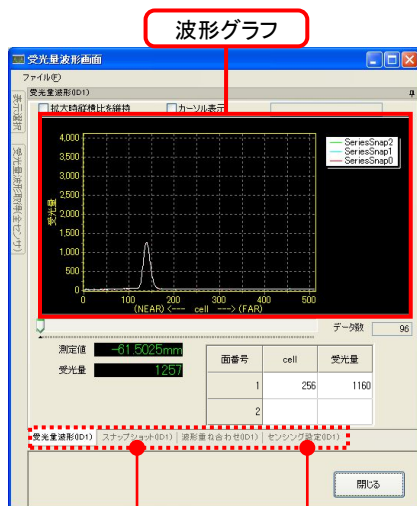 波形グラフ
受光量波形画面
ファイル(F)
受光量波形(ID1)
表示選択
受光量波形取得(全センサ)
拡大時縦横比を維持
カーソル表示
4,000
3,500
3,000
2,500
2,000
1,500
1,000
500
0
受光量
SeriesSnap2
SeriesSnap1
SeriesSnap0
0 100 200 300 400 500
(NEAR) <--- cell ---> (FAR)
データ数 96
測定値 -61.5025mm
受光量 1257
面番号 cell 受光量
1 256 1160
2
受光量波形(ID1) スナップショット(ID1) 波形重ね合わせ(ID1) センシング設定(ID1)
閉じる